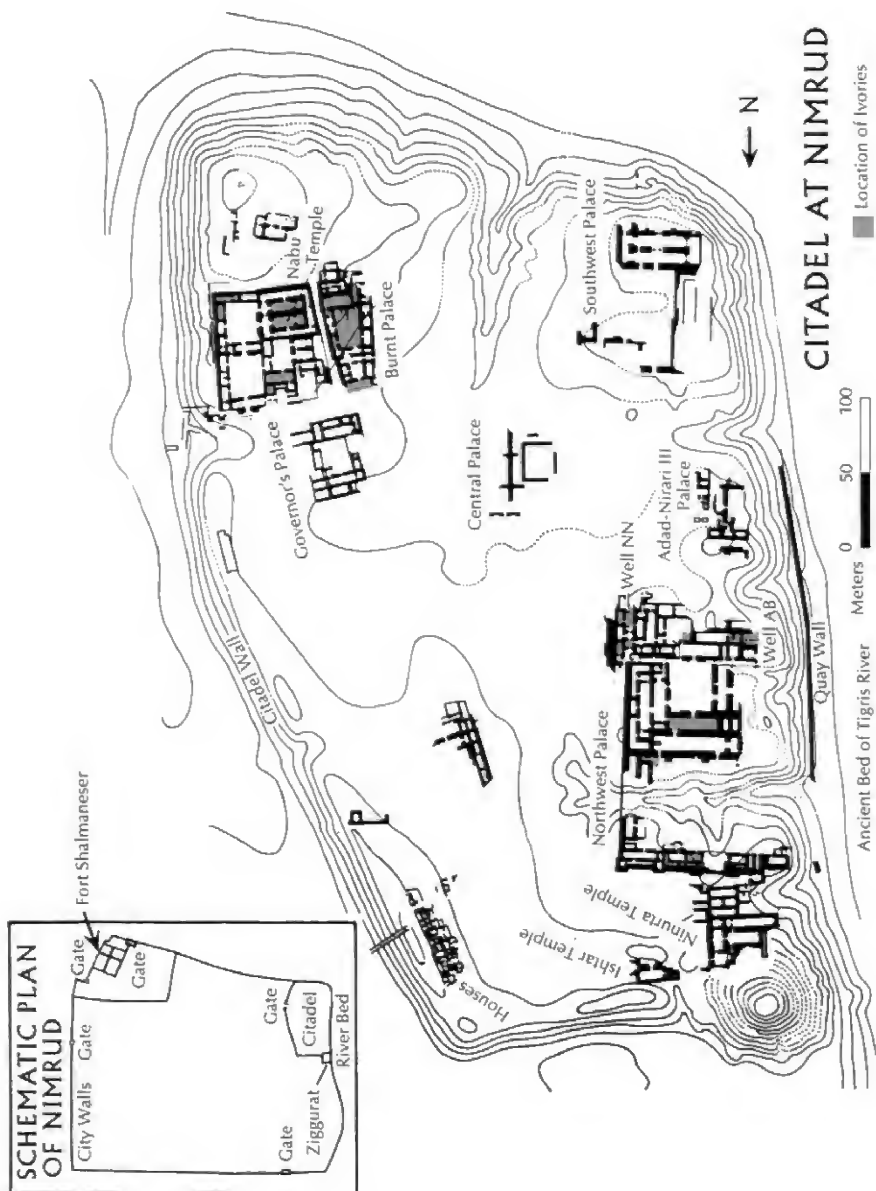 SCHEMATIC PLAN
OF NIMRUD
City Walls
Gate
Gate
Fort Shalmaneser
Gate
Gate
Ziggurat
Gate
Citadel
River Bed
Houses
Citadel Wall
Governor's Palace
Nabu
Temple
Burnt Palace
Central Palace
Southwest Palace
Ishtar Temple
Ninurta Temple
Northwest Palace
Well NN
Well AB
Adad-Nirari III
Palace
Quay Wall
Ancient Bed of Tigris River
Meters 0 50 100
N
CITADEL AT NIMRUD
Location of Ivories